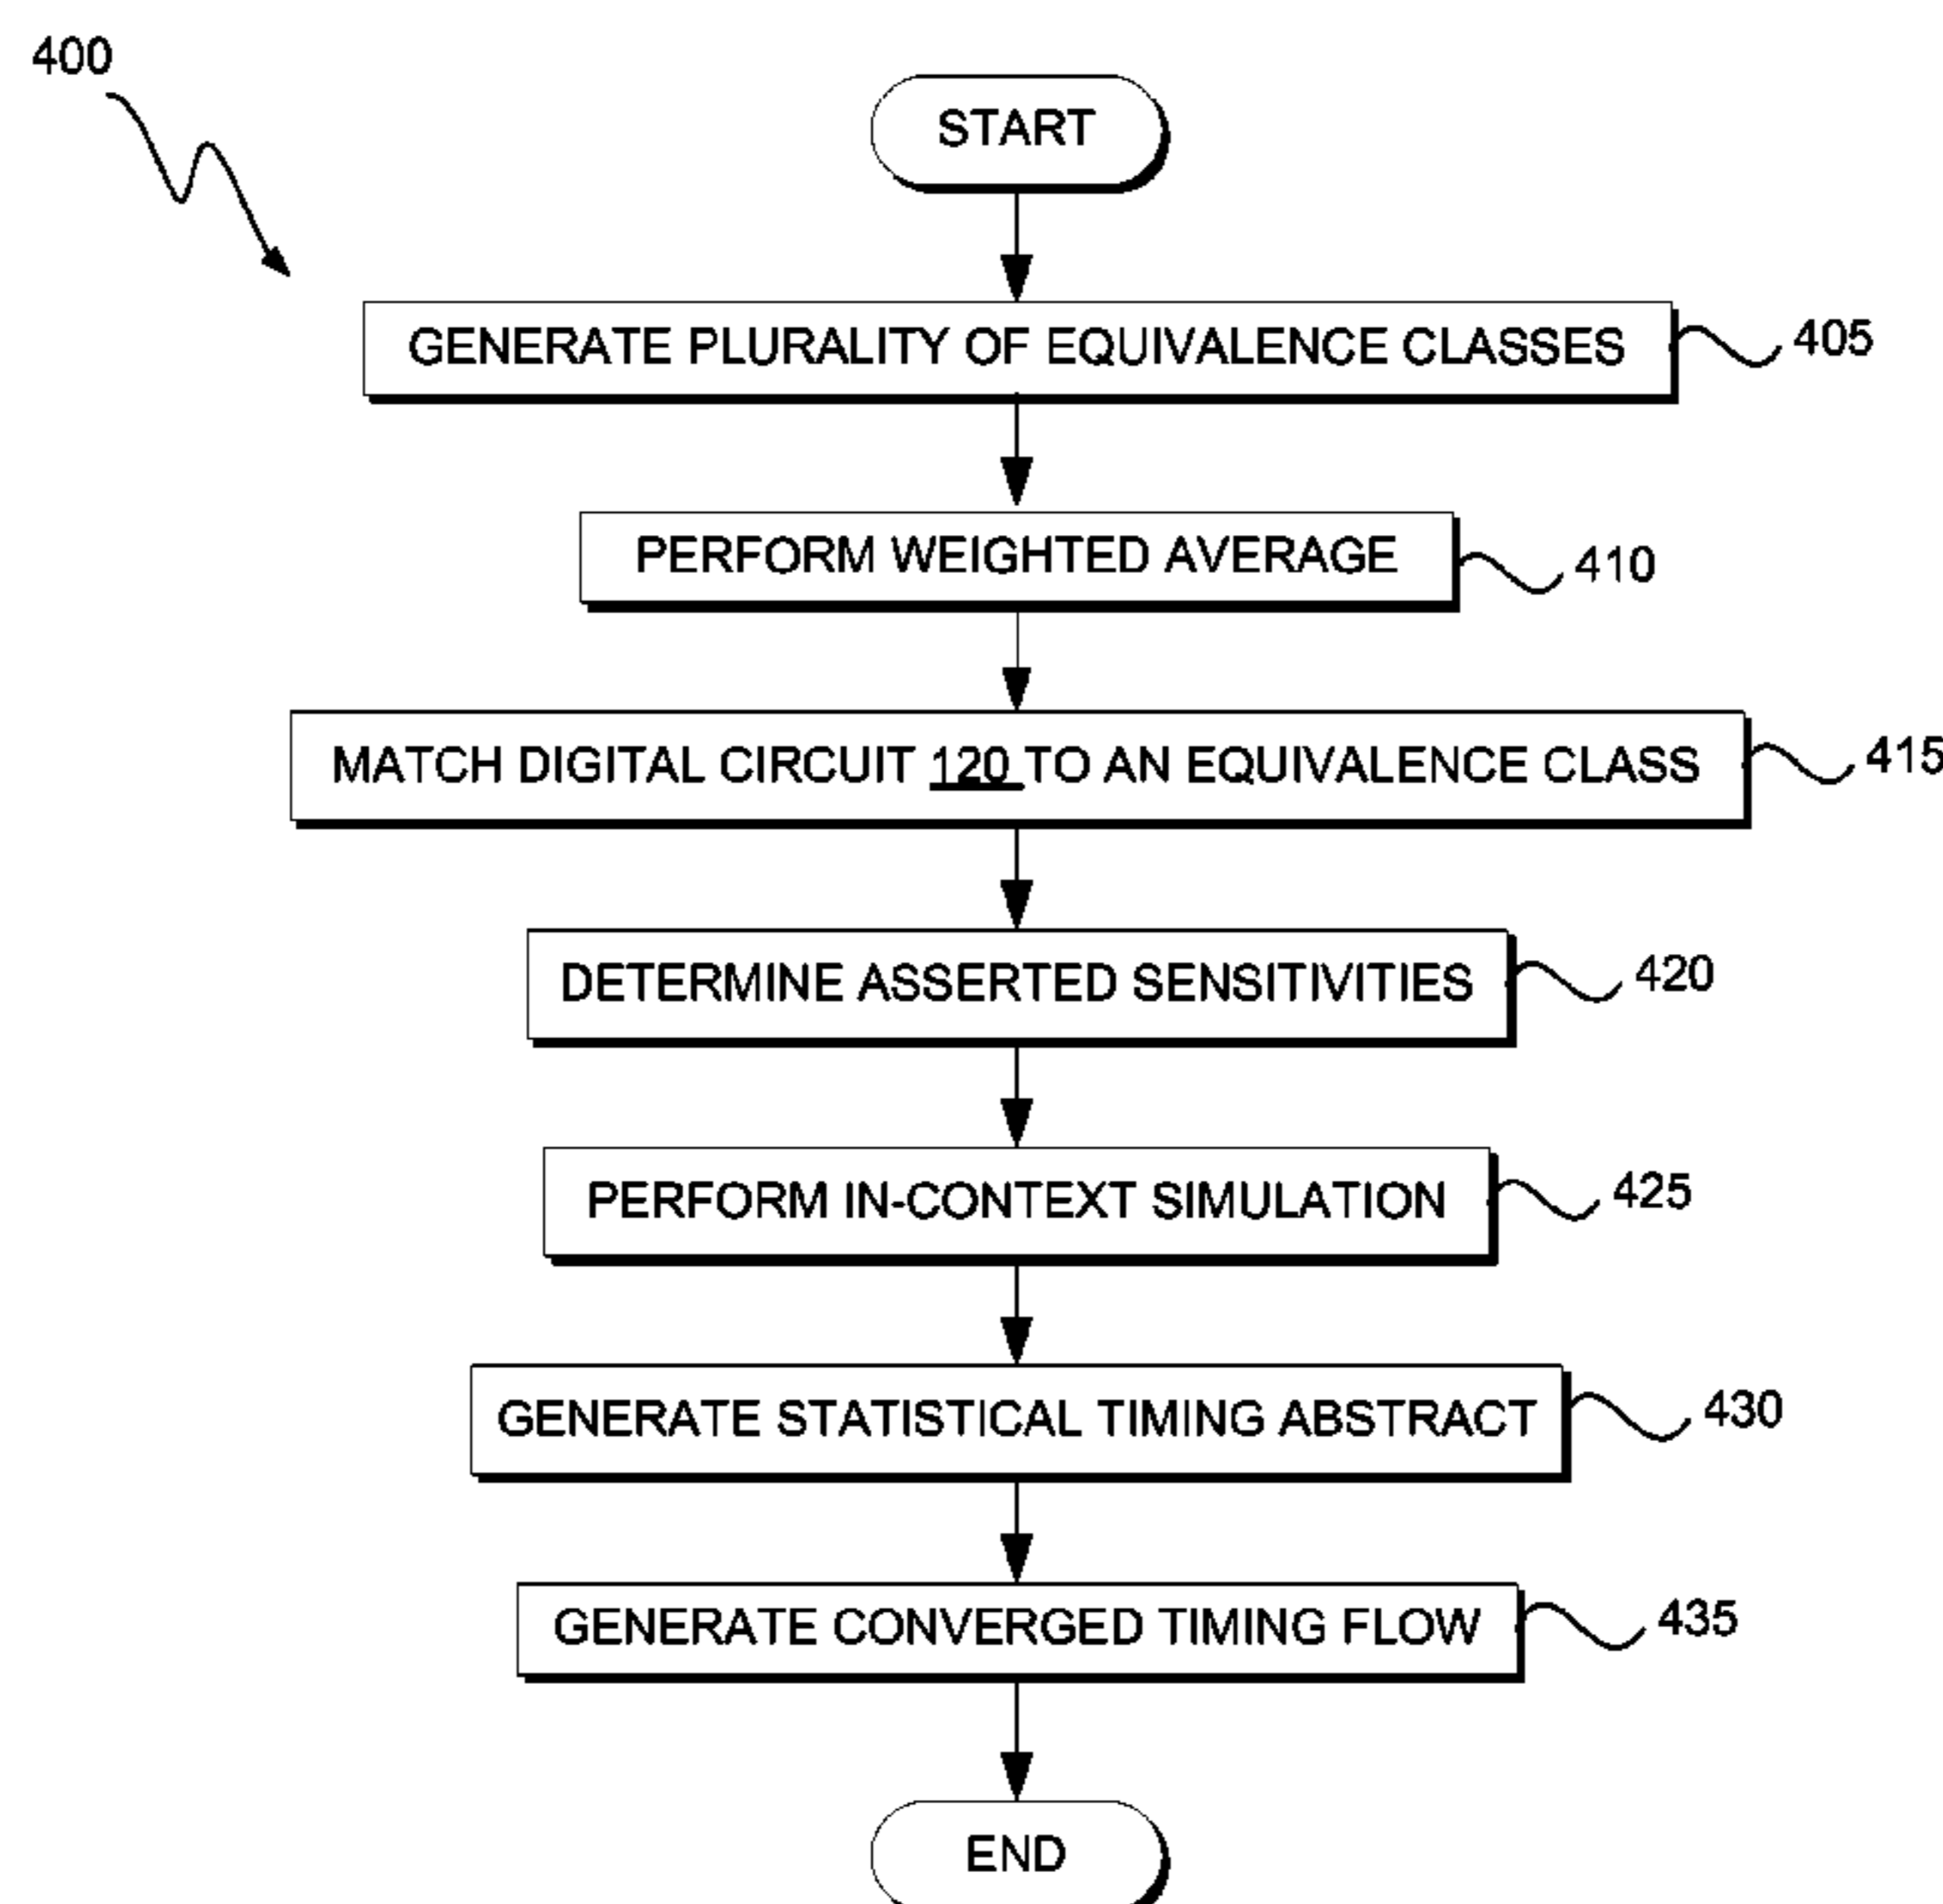 400
START
GENERATE PLURALITY OF EQUIVALENCE CLASSES
405
PERFORM WEIGHTED AVERAGE
410
MATCH DIGITAL CIRCUIT 120 TO AN EQUIVALENCE CLASS
415
DETERMINE ASSERTED SENSITIVITIES
420
PERFORM IN-CONTEXT SIMULATION
425
GENERATE STATISTICAL TIMING ABSTRACT
430
GENERATE CONVERGED TIMING FLOW
435
END